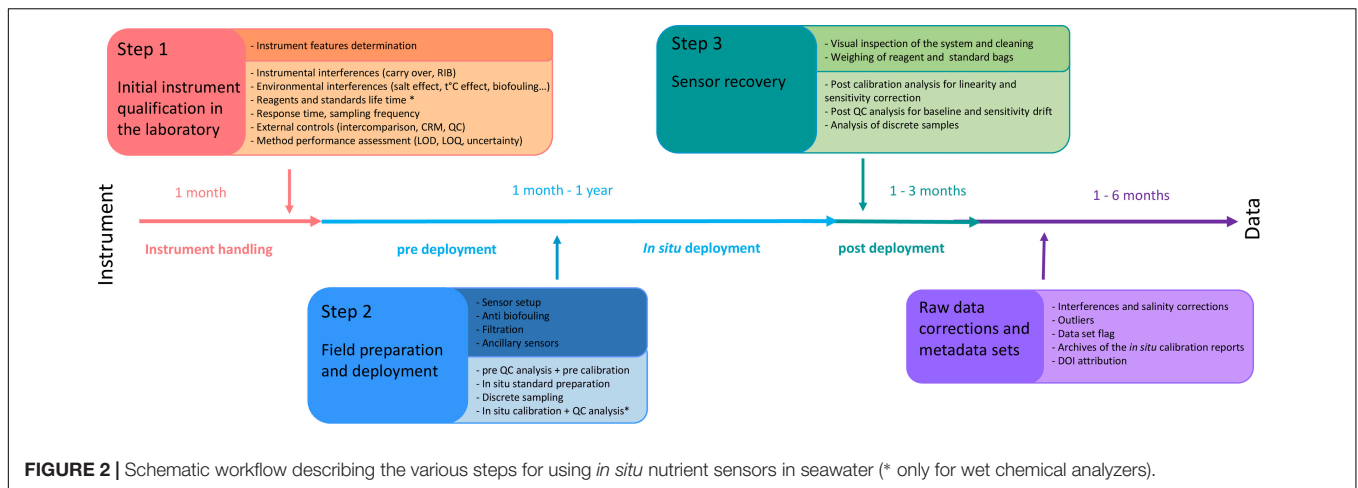 Step 1
Initial instrument
qualification in
the laboratory
- Instrument features determination
- Instrumental interferences (carry over, RIB)
- Environmental interferences (salt effect, t°C effect, biofouling...)
- Reagents and standards life time *
- Response time, sampling frequency
- External controls (intercomparison, CRM, QC)
- Method performance assessment (LOD, LOQ, uncertainty)
Step 3
Sensor recovery
- Visual inspection of the system and cleaning
- Weighing of reagent and standard bags
- Post calibration analysis for linearity and
sensitivity correction
- Post QC analysis for baseline and sensitivity drift
- Analysis of discrete samples
Instrument
1 month
1 month - 1 year
1 - 3 months
1 - 6 months
Data
Instrument handling
pre deployment
In situ deployment
post deployment
Step 2
Field preparation
and deployment
- Sensor setup
- Anti biofouling
- Filtration
- Ancillary sensors
- pre QC analysis + pre calibration
- In situ standard preparation
- Discrete sampling
- In situ calibration + QC analysis*
Raw data
corrections and
metadata sets
- Interferences and salinity corrections
- Outliers
- Data set flag
- Archives of the in situ calibration reports
- DOI attribution
FIGURE 2 | Schematic workflow describing the various steps for using in situ nutrient sensors in seawater (* only for wet chemical analyzers).